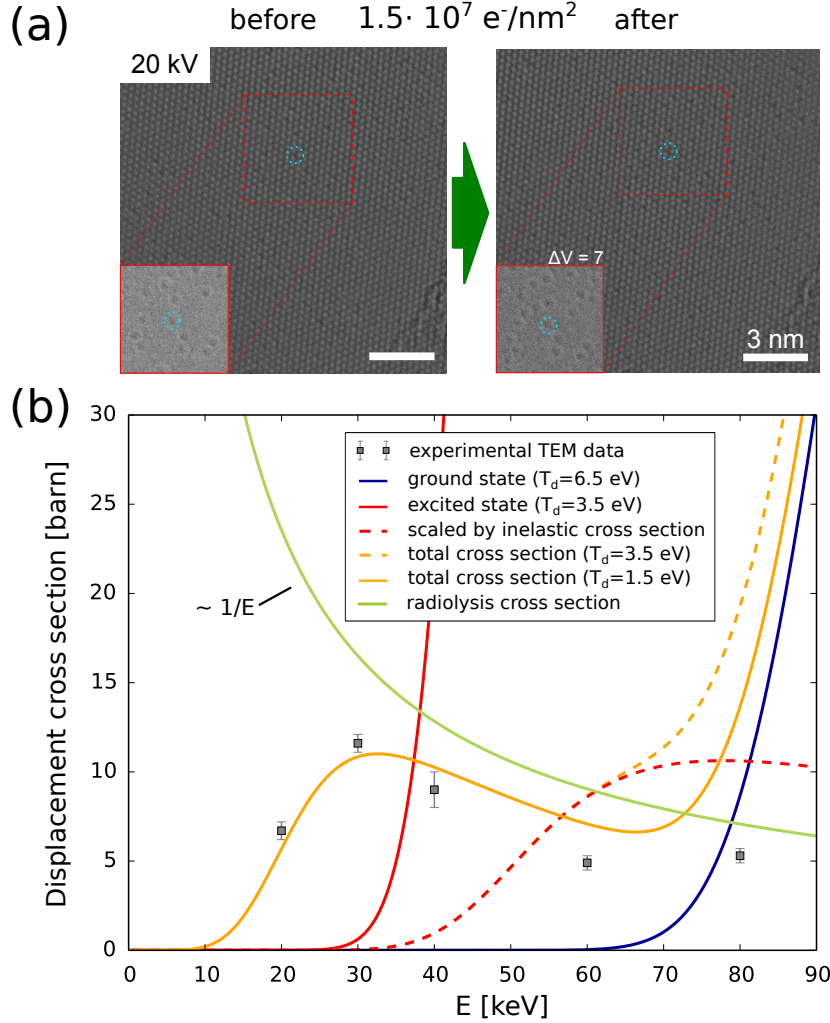 (a)
before 1.5· 10⁷ e⁻/nm² after
20 kV
ΔV = 7
3 nm
(b)
Displacement cross section [barn]
30
25
20
15
10
5
0
experimental TEM data
ground state (T_d=6.5 eV)
excited state (T_d=3.5 eV)
scaled by inelastic cross section
total cross section (T_d=3.5 eV)
total cross section (T_d=1.5 eV)
radiolysis cross section
~ 1/E
0 10 20 30 40 50 60 70 80 90
E [keV]